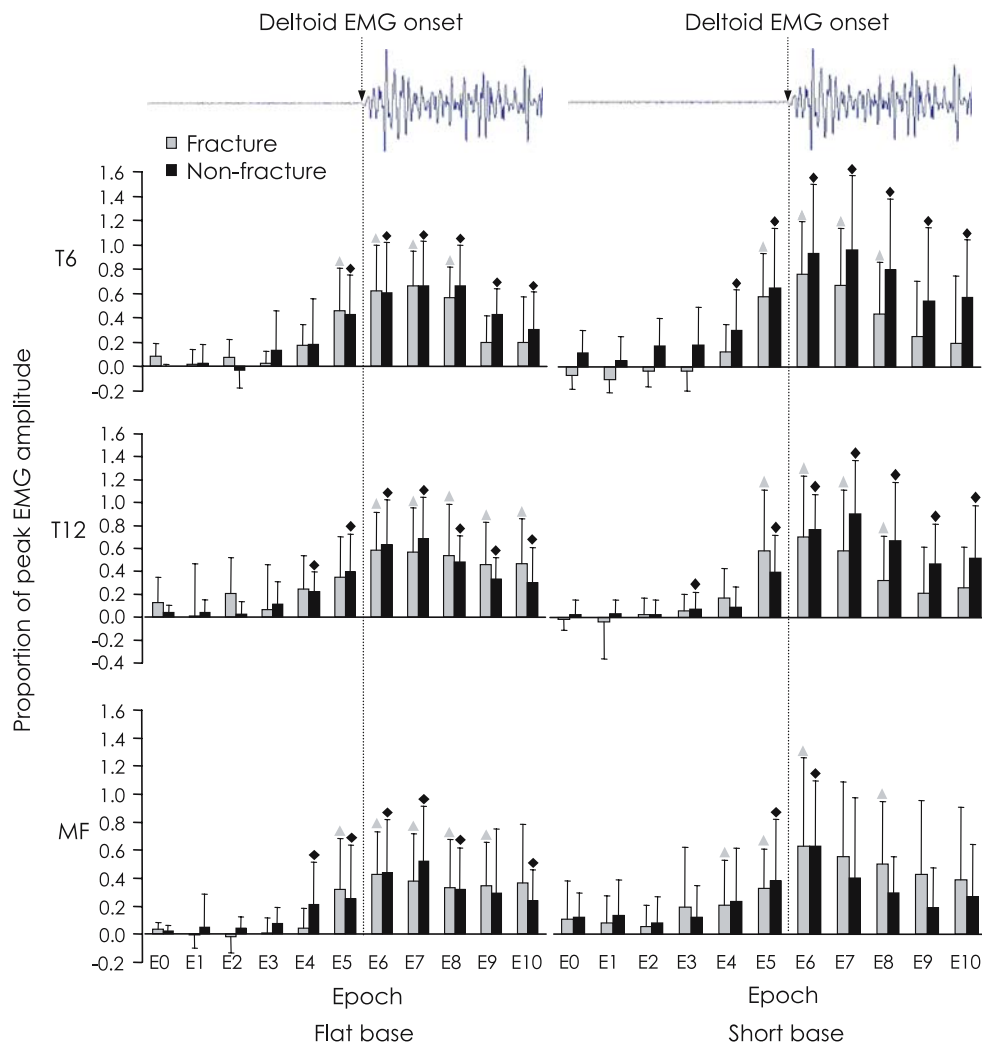 Deltoid EMG onset
Deltoid EMG onset
Fracture
Non-fracture
Proportion of peak EMG amplitude
T6
1.6
1.4
1.2
1.0
0.8
0.6
0.4
0.2
0.0
-0.2
T12
1.6
1.4
1.2
1.0
0.8
0.6
0.4
0.2
0.0
-0.2
-0.4
MF
1.6
1.4
1.2
1.0
0.8
0.6
0.4
0.2
0.0
-0.2
E0 E1 E2 E3 E4 E5 E6 E7 E8 E9 E10
E0 E1 E2 E3 E4 E5 E6 E7 E8 E9 E10
Epoch
Epoch
Flat base
Short base